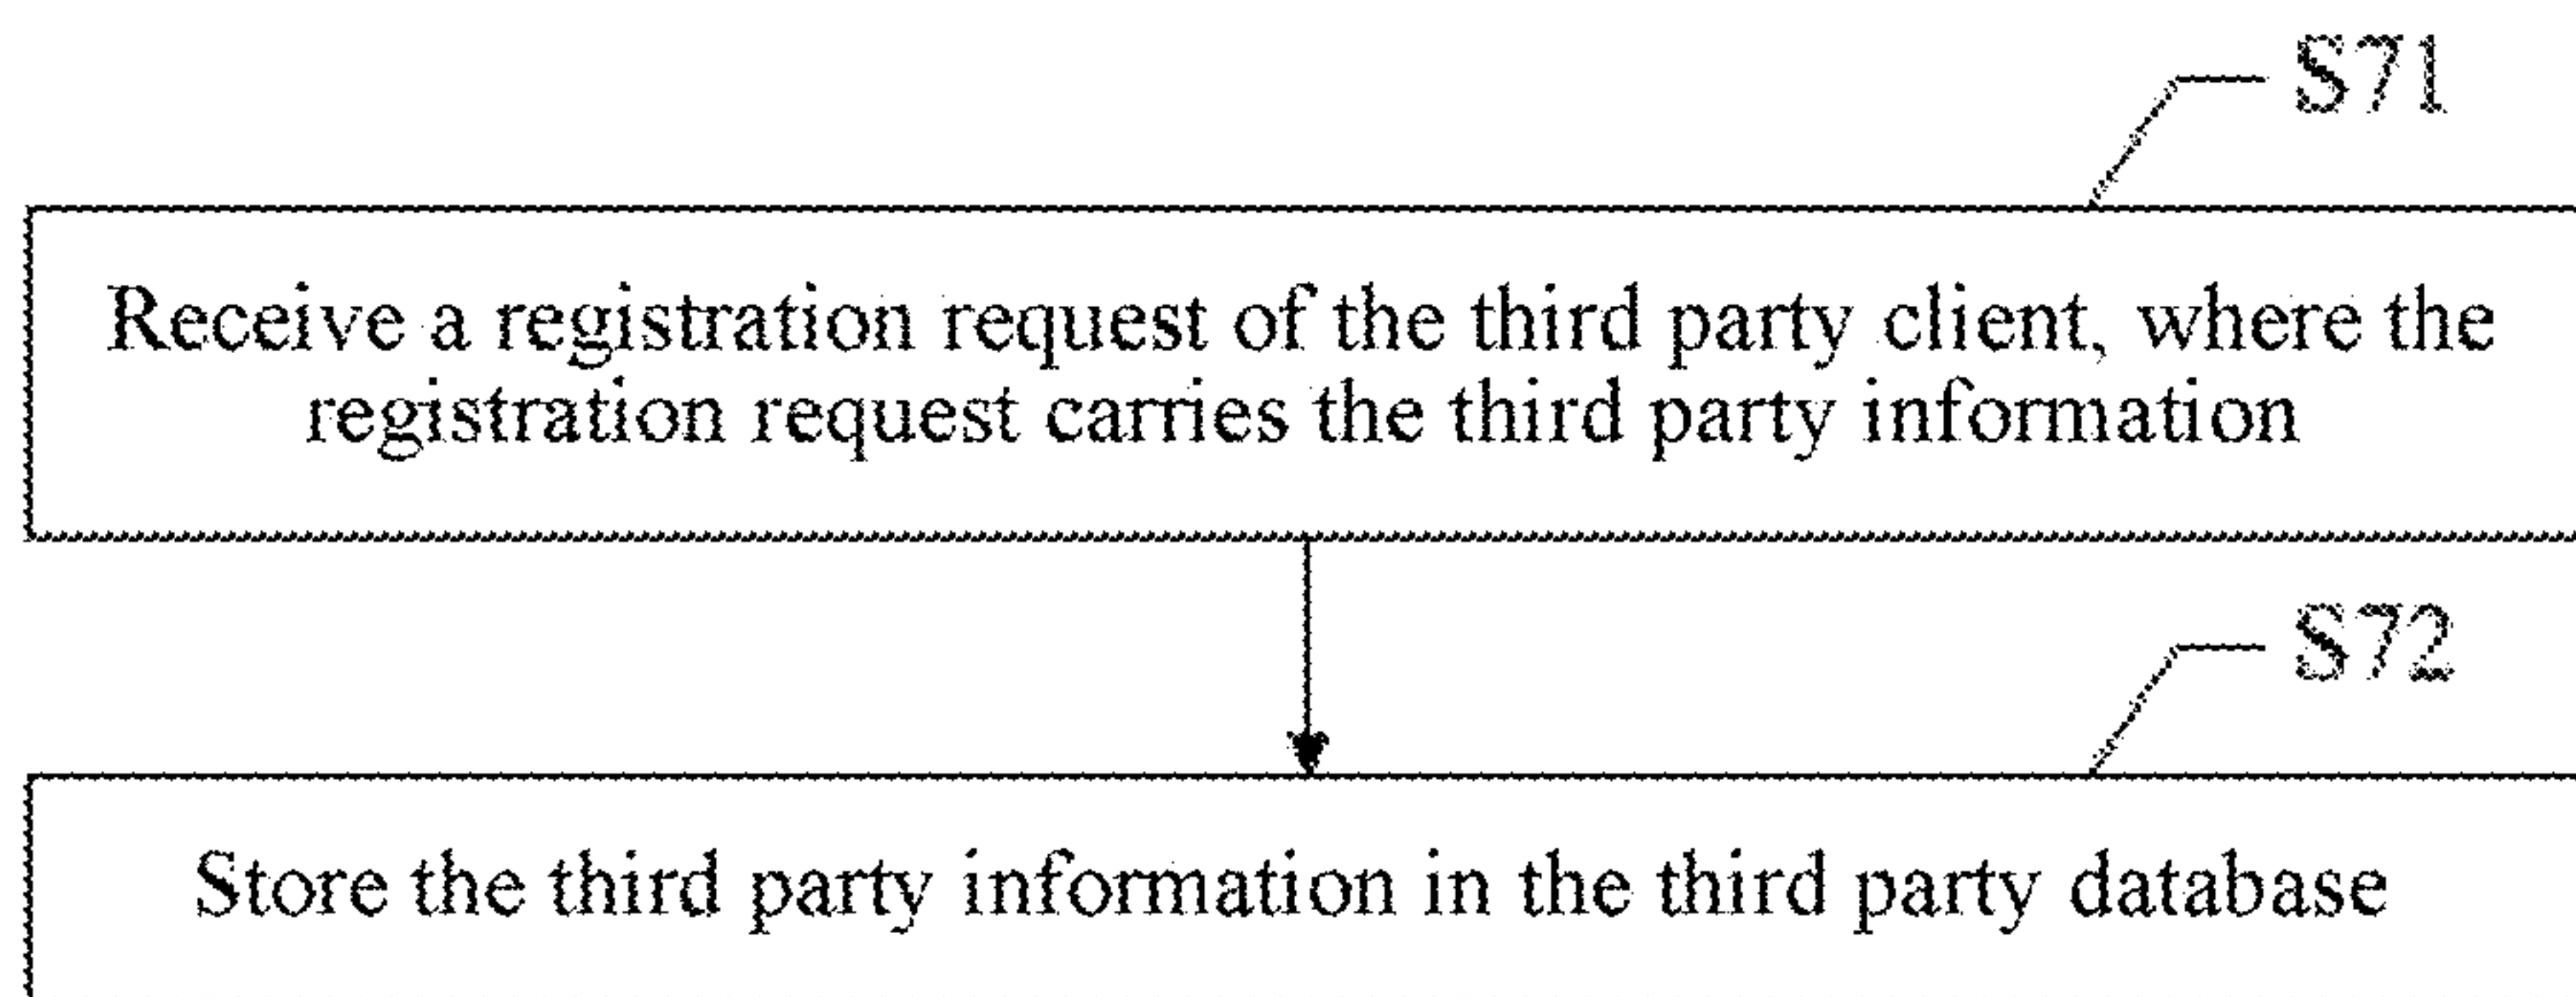 S71
Receive a registration request of the third party client, where the
registration request carries the third party information
S72
Store the third party information in the third party database